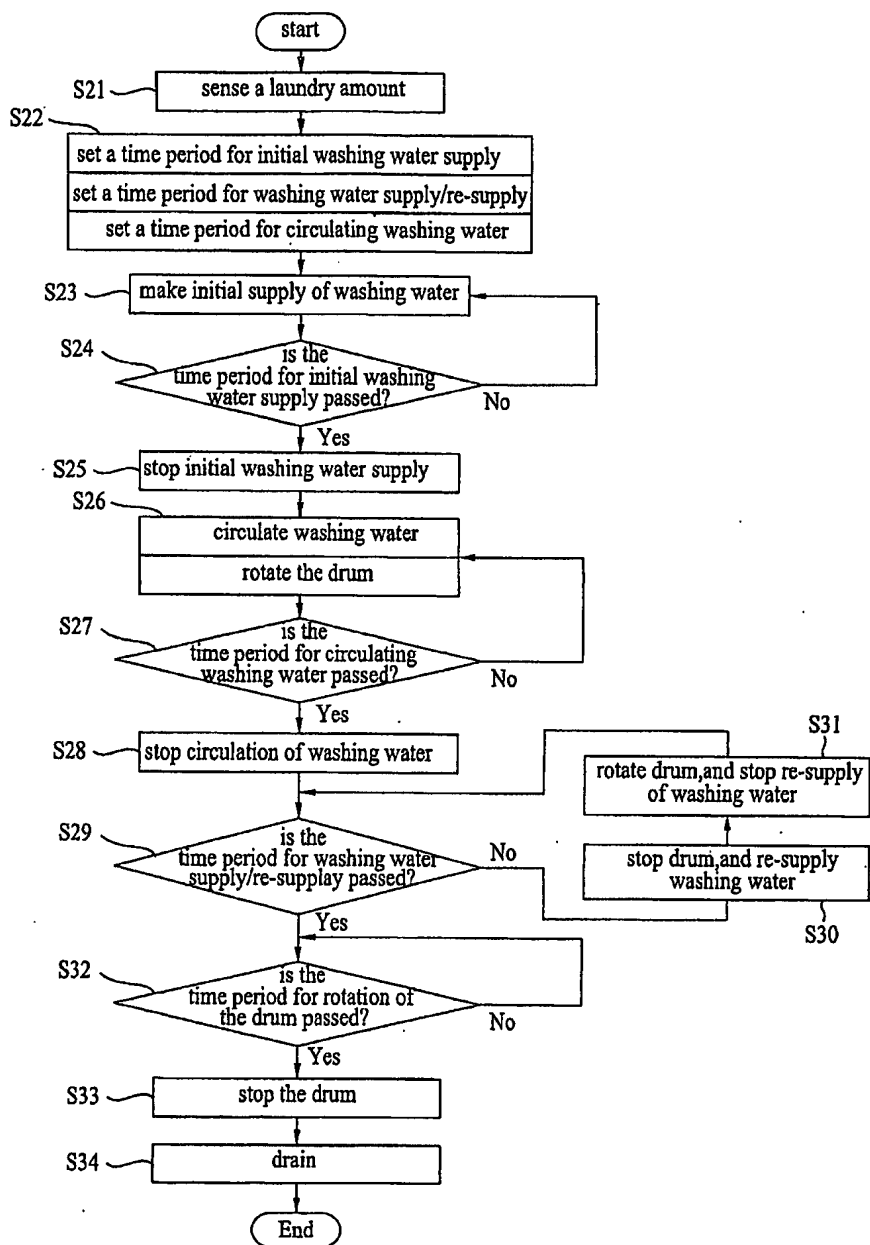 start
S21
sense a laundry amount
S22
set a time period for initial washing water supply
set a time period for washing water supply/re-supply
set a time period for circulating washing water
S23
make initial supply of washing water
S24
is the
time period for initial washing
water supply passed?
No
Yes
S25
stop initial washing water supply
S26
circulate washing water
rotate the drum
S27
is the
time period for circulating
washing water passed?
No
Yes
S28
stop circulation of washing water
S31
rotate drum,and stop re-supply
of washing water
S29
is the
time period for washing water
supply/re-supplay passed?
No
Yes
stop drum,and re-supply
washing water
S30
S32
is the
time period for rotation of
the drum passed?
No
Yes
S33
stop the drum
S34
drain
End